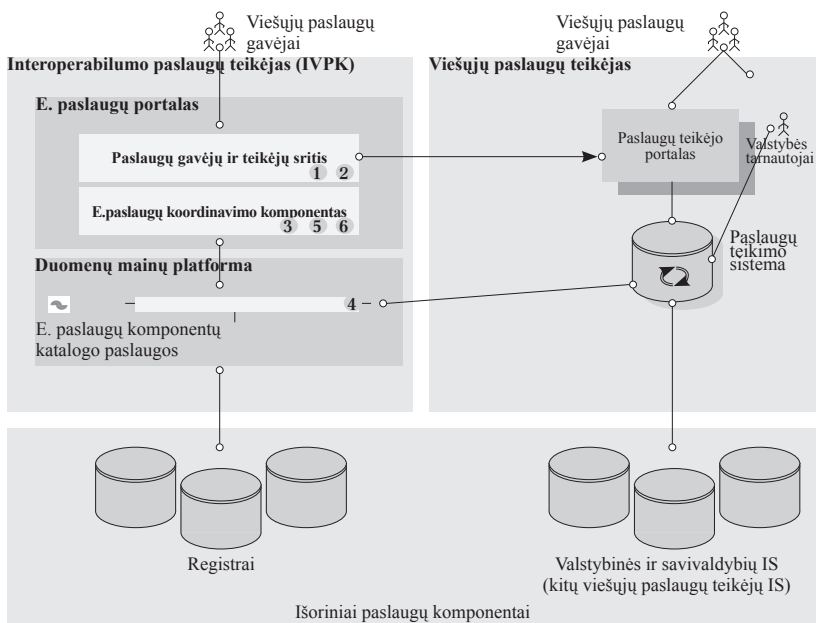 Viešųjų paslaugų
gavėjai
Viešųjų paslaugų
gavėjai
Interoperabilumo paslaugų teikėjas (IVPK)
Viešųjų paslaugų teikėjas
E. paslaugų portalas
Paslaugų gavėjų ir teikėjų sritis
1 2
E.paslaugų koordinavimo komponentas
3 5 6
Paslaugų teikėjo
portalas
Valstybės
tarnautojai
Paslaugų
teikimo
sistema
Duomenų mainų platforma
4
E. paslaugų komponentų
katalogo paslaugos
Registrai
Valstybinės ir savivaldybių IS
(kitų viešųjų paslaugų teikėjų IS)
Išoriniai paslaugų komponentai